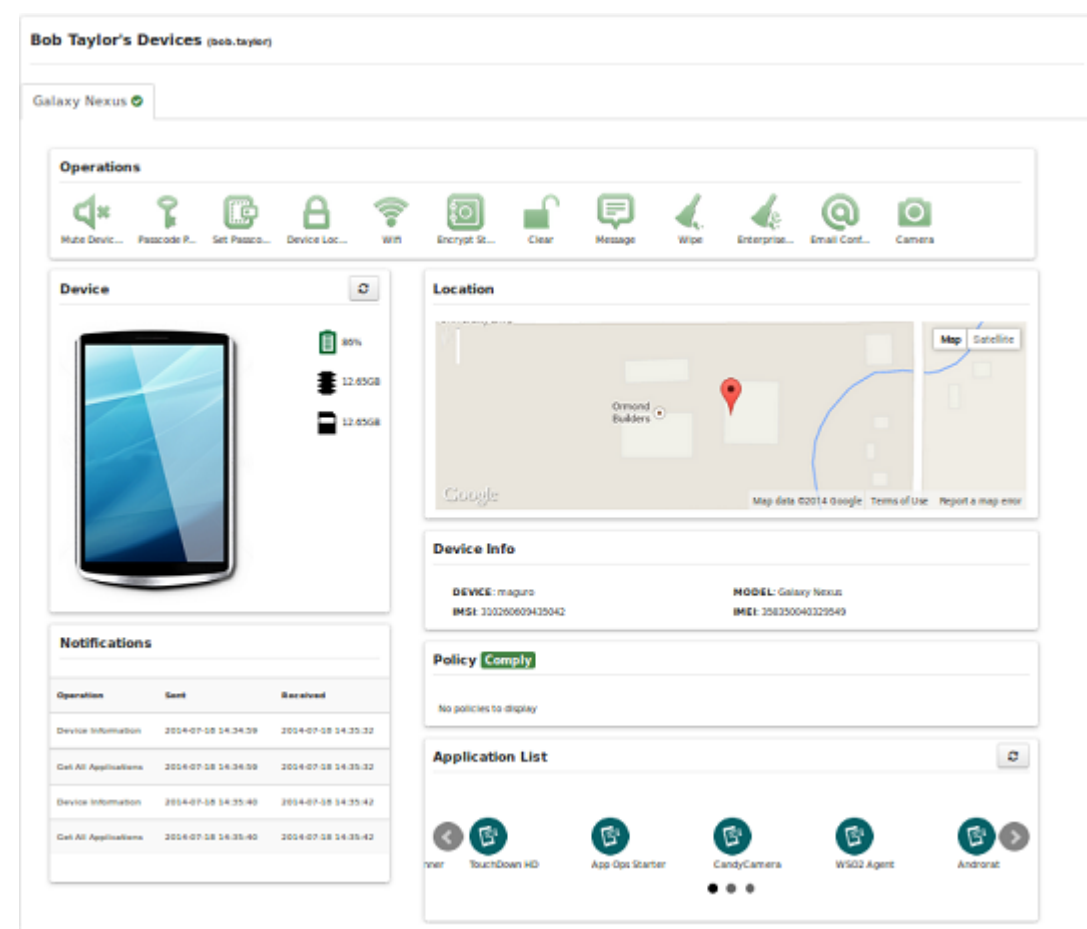 Bob Taylor's Devices (bob.taylor)
Galaxy Nexus
Operations
Mute Devic... Passcode P... Set Passco... Device Loc... Wifi Encrypt St... Clear Message Wipe Enterprise... Email Conf... Camera
Device
86%
12.65GB
12.65GB
Location
Map Satellite
Ormond
Builders
Google
Map data ©2014 Google Terms of Use Report a map error
Device Info
DEVICE: maguro MODEL: Galaxy Nexus
IMSI: 310260609435042 IMEI: 358350040329549
Notifications
Operation Sent Received
Device Information 2014-07-18 14:34:59 2014-07-18 14:35:32
Get All Applications 2014-07-18 14:34:59 2014-07-18 14:35:32
Device Information 2014-07-18 14:35:40 2014-07-18 14:35:42
Get All Applications 2014-07-18 14:35:40 2014-07-18 14:35:42
Policy Comply
No policies to display
Application List
nner TouchDown HD App Ops Starter CandyCamera WSO2 Agent Androrat